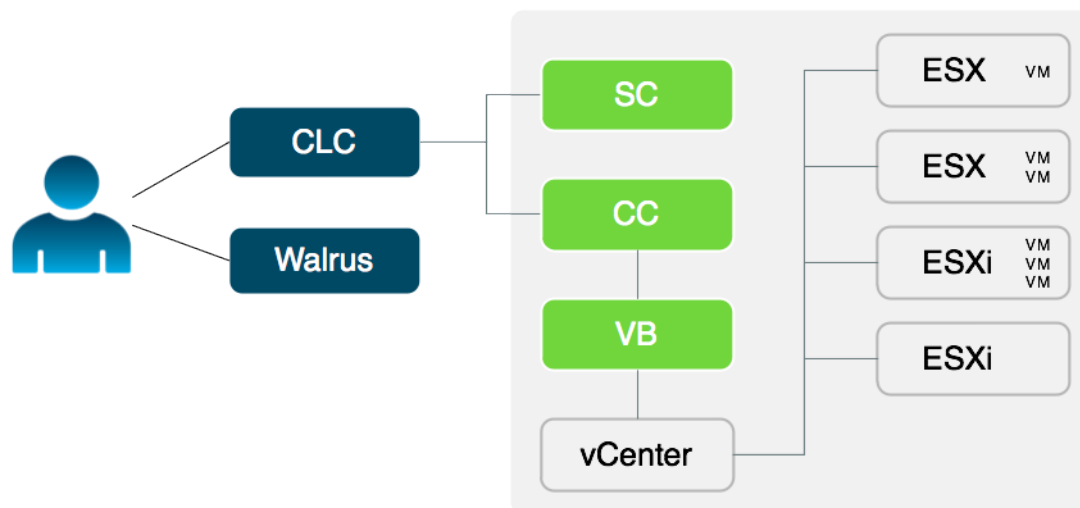 CLC
Walrus
SC
CC
VB
vCenter
ESX VM
ESX VM
VM
ESXi VM
VM
VM
ESXi